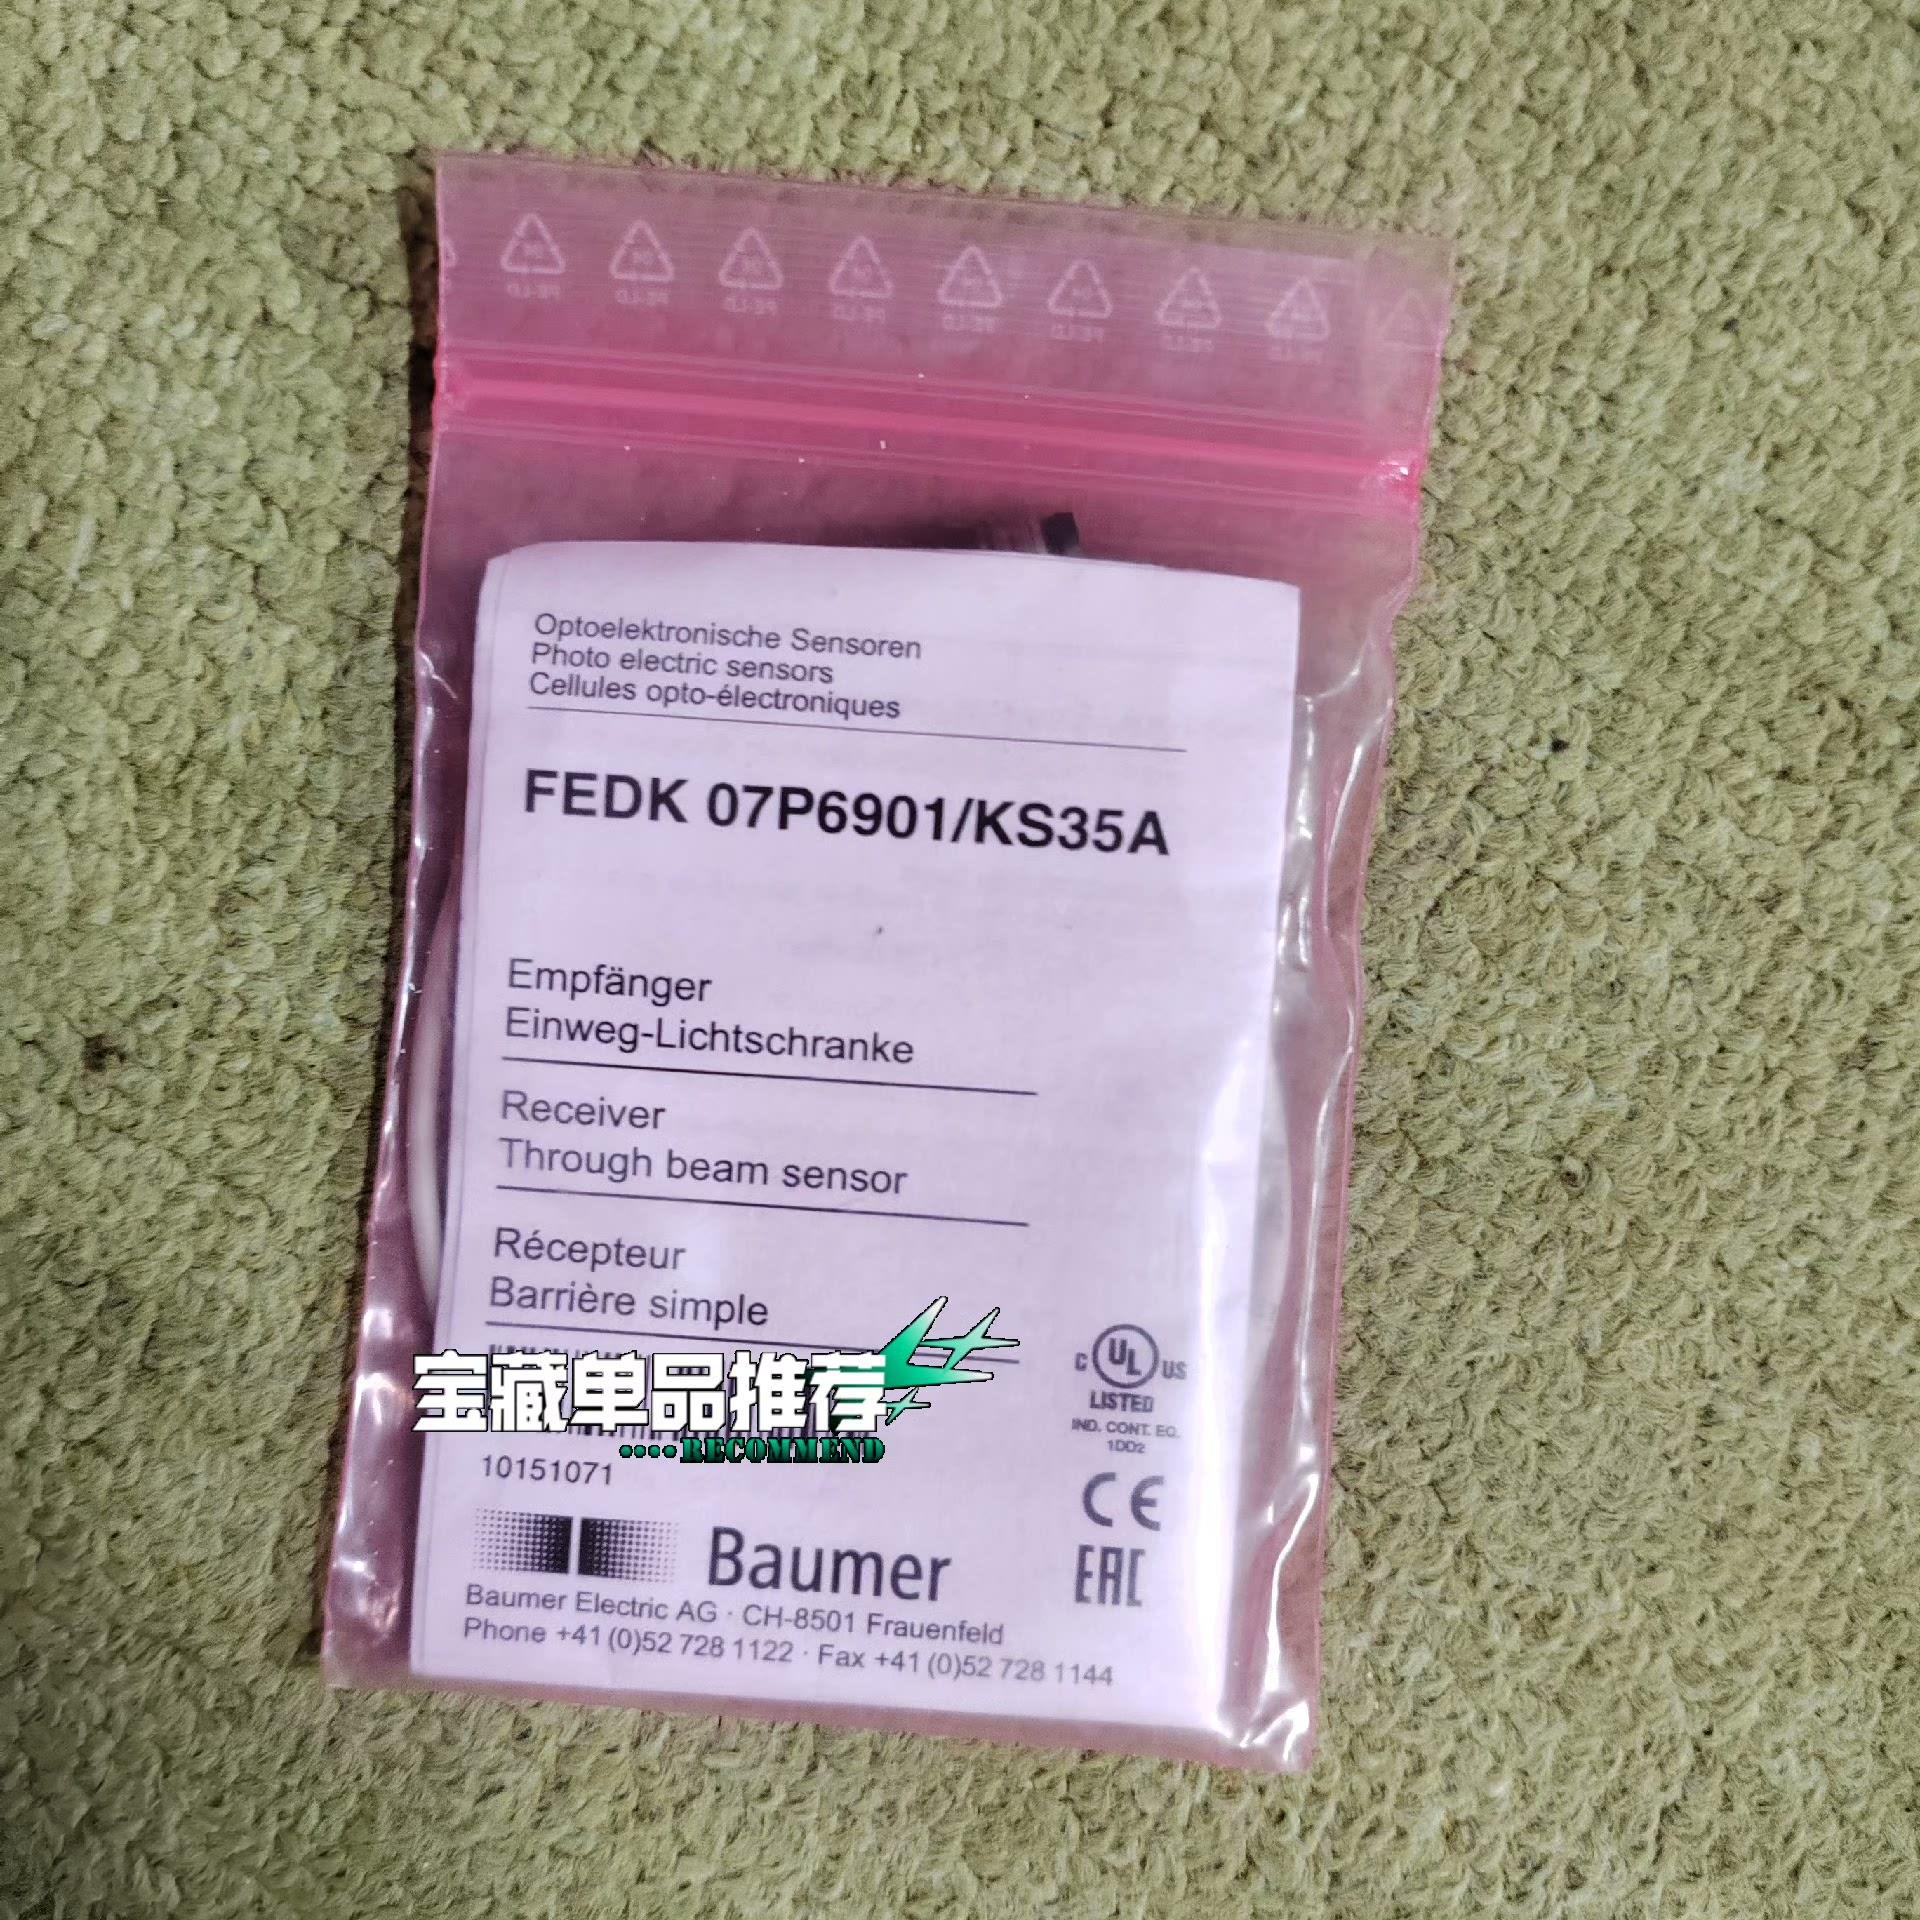 Optoelektronische Sensoren
Photo electric sensors
Cellules opto-électroniques
FEDK 07P6901/KS35A
Empfänger
Einweg-Lichtschranke
Receiver
Through beam sensor
Récepteur
Barrière simple
宝藏单品推荐
RECOMMEND
10151071
C UL US
LISTED
IND. CONT. EQ.
1DD2
CE
EAC
Baumer
Baumer Electric AG · CH-8501 Frauenfeld
Phone +41 (0)52 728 1122 · Fax +41 (0)52 728 1144